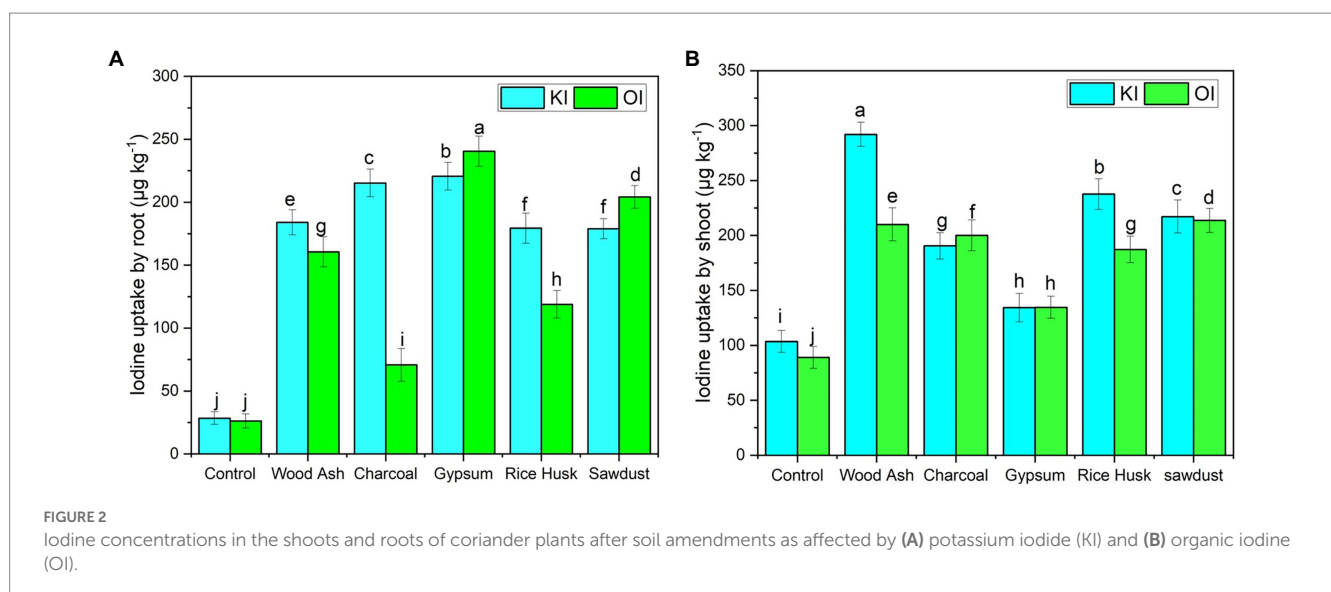 A
B
300
250
200
150
100
50
0
Iodine uptake by root (µg kg⁻¹)
KI OI
j j e g c i b a f h f d
Control Wood Ash Charcoal Gypsum Rice Husk Sawdust
350
300
250
200
150
100
50
0
Iodine uptake by shoot (µg kg⁻¹)
KI OI
i j a e g f h h b g c d
Control Wood Ash Charcoal Gypsum Rice Husk sawdust
FIGURE 2
Iodine concentrations in the shoots and roots of coriander plants after soil amendments as affected by (A) potassium iodide (KI) and (B) organic iodine
(OI).